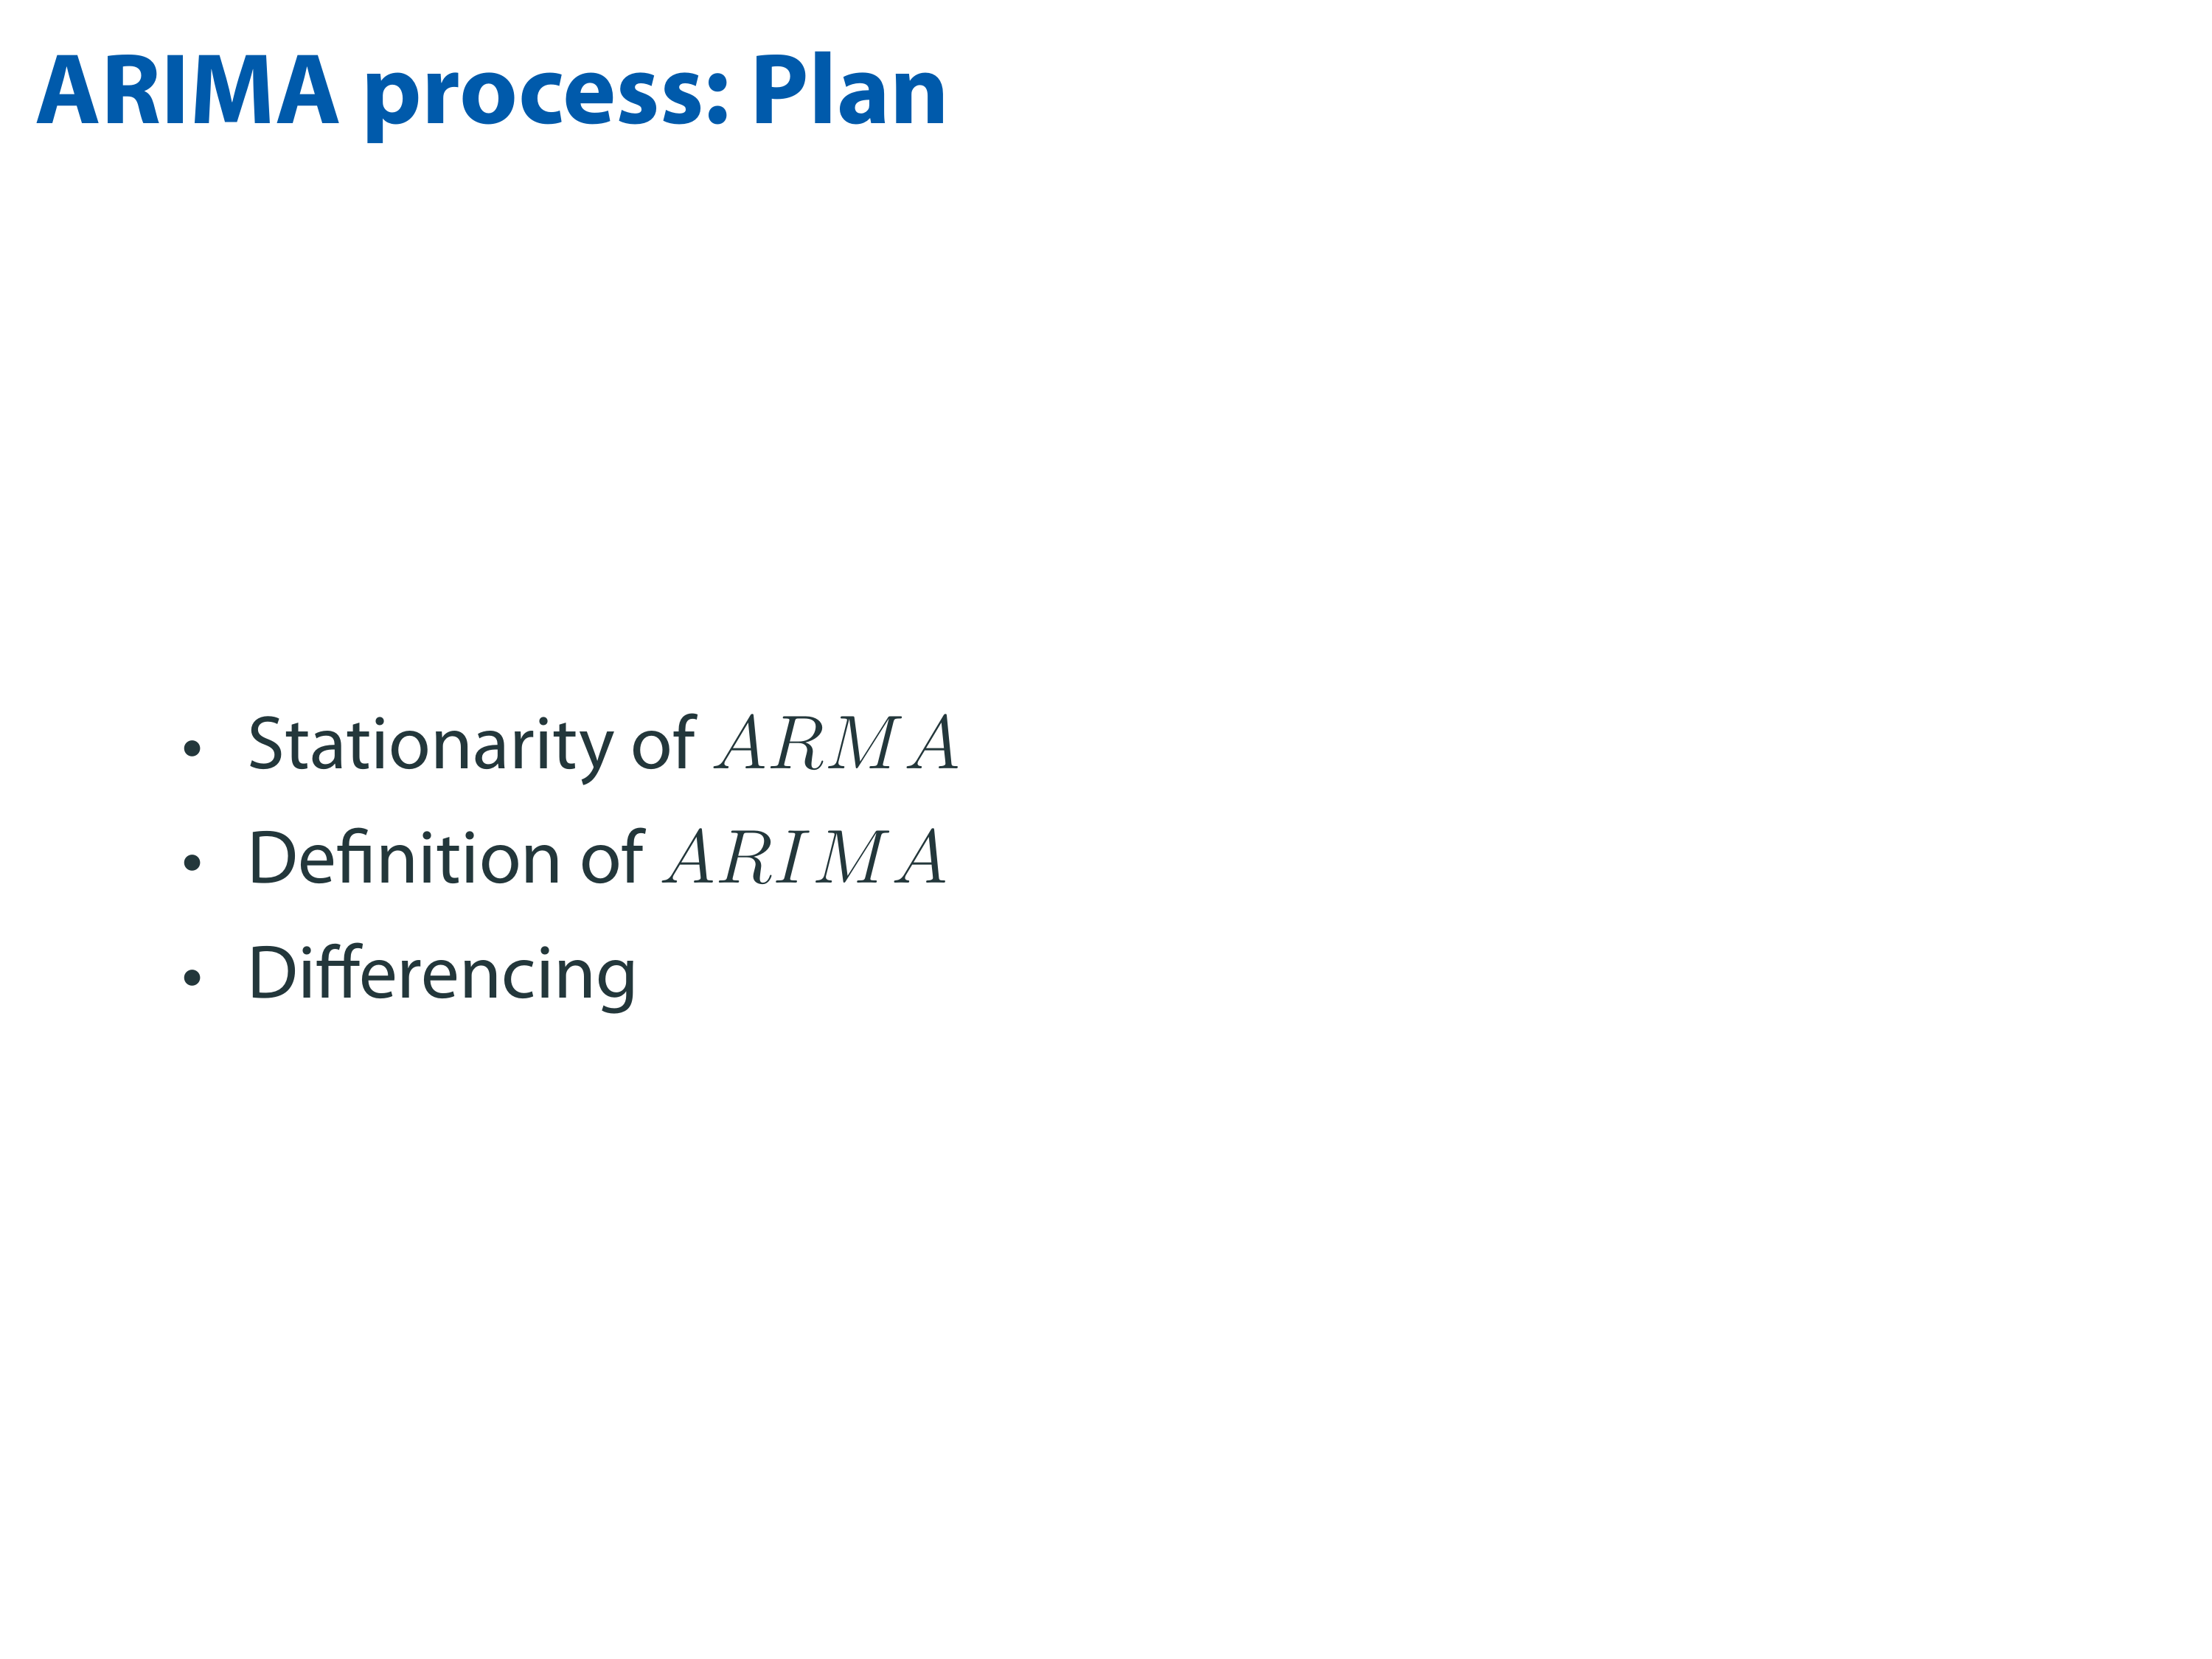 ARIMA process: Plan
• Stationarity of ARMA
• Definition of ARIMA
• Differencing